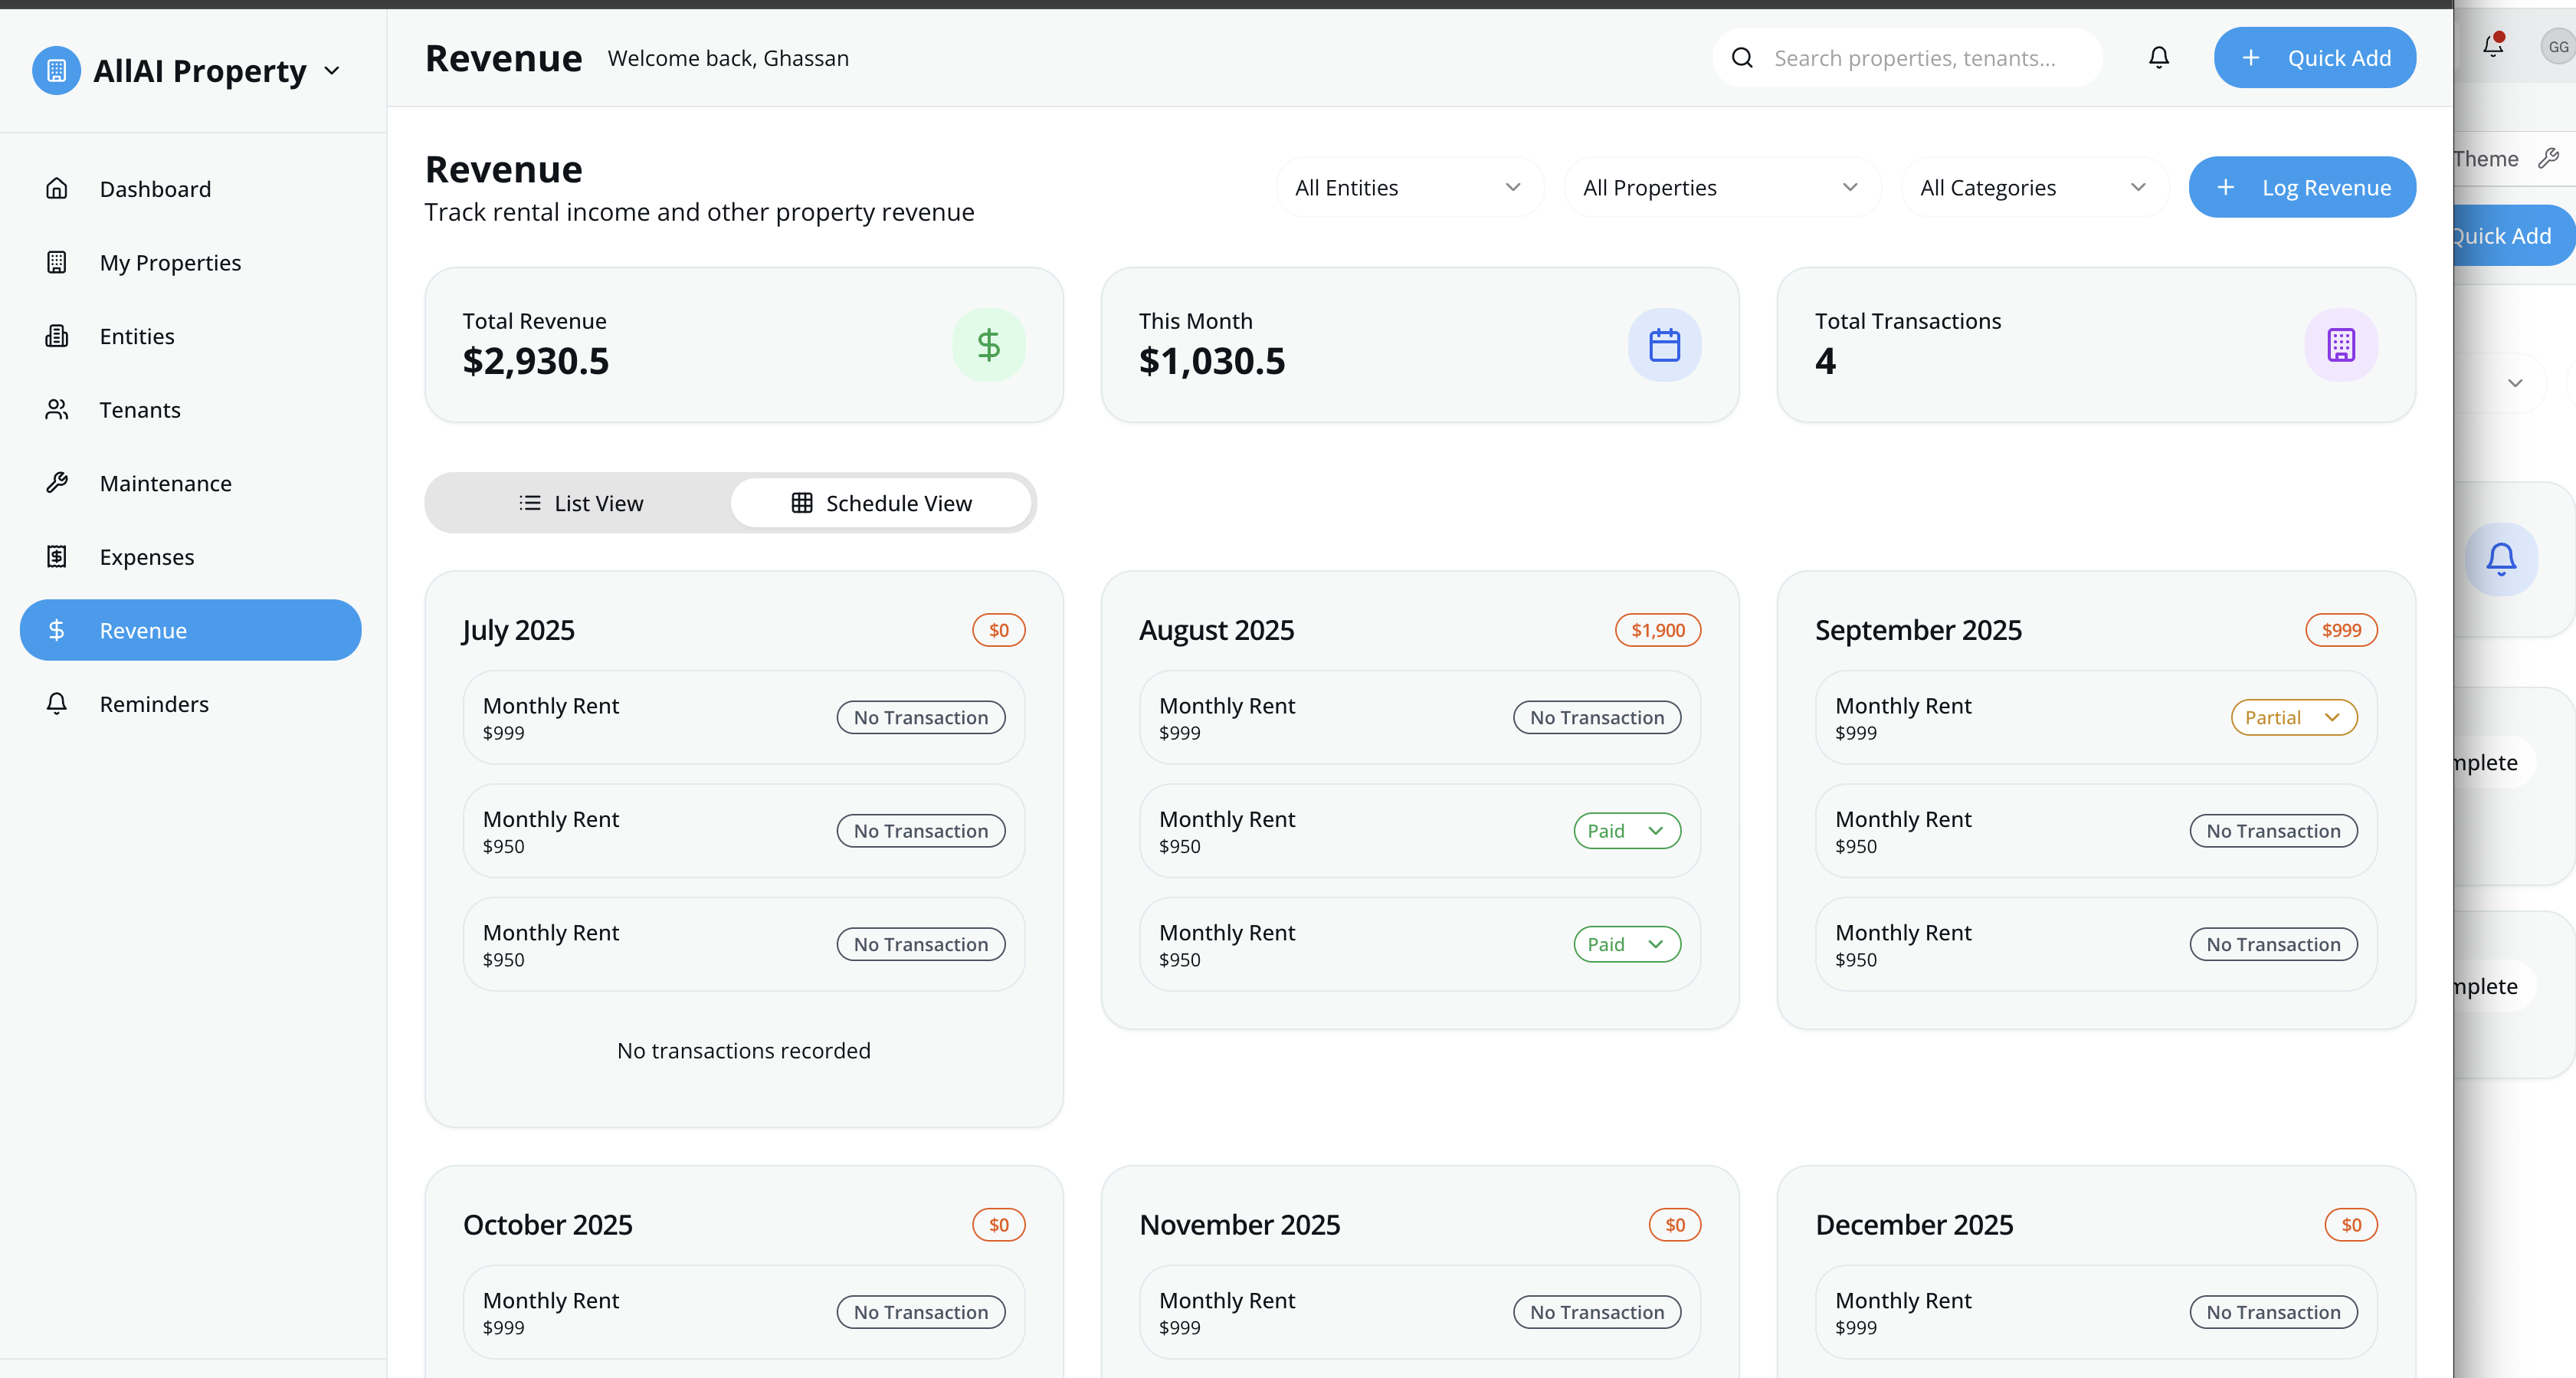 AllAI Property
Dashboard
My Properties
Entities
Tenants
Maintenance
Expenses
Revenue
Reminders
Revenue Welcome back, Ghassan
Search properties, tenants...
Quick Add
Revenue
Track rental income and other property revenue
All Entities
All Properties
All Categories
Log Revenue
Total Revenue
$2,930.5
This Month
$1,030.5
Total Transactions
4
List View
Schedule View
July 2025 $0
Monthly Rent
$999
No Transaction
Monthly Rent
$950
No Transaction
Monthly Rent
$950
No Transaction
No transactions recorded
August 2025 $1,900
Monthly Rent
$999
No Transaction
Monthly Rent
$950
Paid
Monthly Rent
$950
Paid
September 2025 $999
Monthly Rent
$999
Partial
Monthly Rent
$950
No Transaction
Monthly Rent
$950
No Transaction
October 2025 $0
Monthly Rent
$999
No Transaction
November 2025 $0
Monthly Rent
$999
No Transaction
December 2025 $0
Monthly Rent
$999
No Transaction
GG
Theme
Quick Add
mplete
mplete